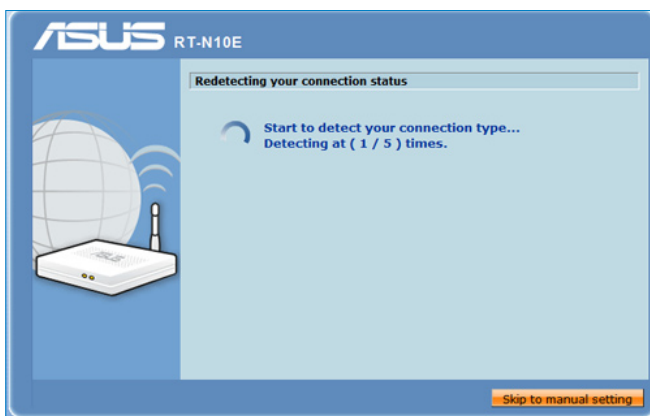 ASUS RT-N10E
Redetecting your connection status
Start to detect your connection type...
Detecting at ( 1 / 5 ) times.
ASUS
Skip to manual setting